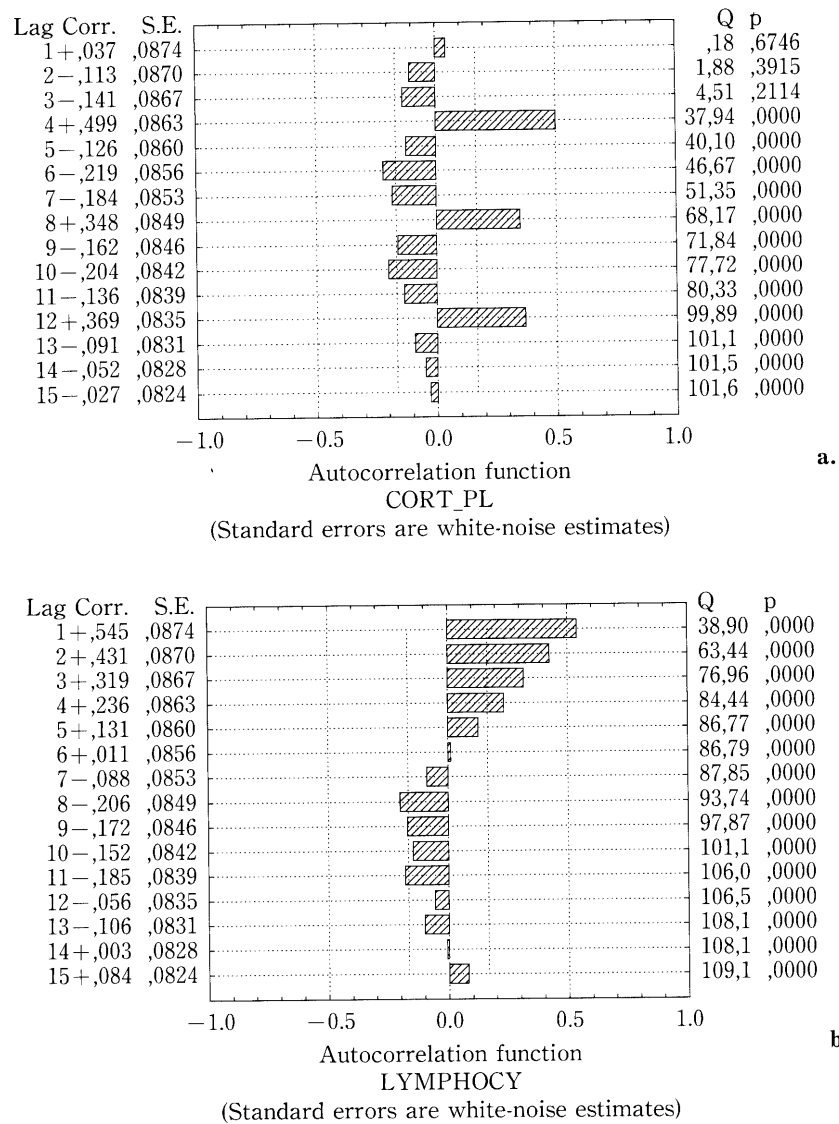 Lag Corr. S.E. Q p
1+,037 ,0874 ,18 ,6746
2−,113 ,0870 1,88 ,3915
3−,141 ,0867 4,51 ,2114
4+,499 ,0863 37,94 ,0000
5−,126 ,0860 40,10 ,0000
6−,219 ,0856 46,67 ,0000
7−,184 ,0853 51,35 ,0000
8+,348 ,0849 68,17 ,0000
9−,162 ,0846 71,84 ,0000
10−,204 ,0842 77,72 ,0000
11−,136 ,0839 80,33 ,0000
12+,369 ,0835 99,89 ,0000
13−,091 ,0831 101,1 ,0000
14−,052 ,0828 101,5 ,0000
15−,027 ,0824 101,6 ,0000
−1.0 −0.5 0.0 0.5 1.0
a.
Autocorrelation function
CORT_PL
(Standard errors are white-noise estimates)
Lag Corr. S.E. Q p
1+,545 ,0874 38,90 ,0000
2+,431 ,0870 63,44 ,0000
3+,319 ,0867 76,96 ,0000
4+,236 ,0863 84,44 ,0000
5+,131 ,0860 86,77 ,0000
6+,011 ,0856 86,79 ,0000
7−,088 ,0853 87,85 ,0000
8−,206 ,0849 93,74 ,0000
9−,172 ,0846 97,87 ,0000
10−,152 ,0842 101,1 ,0000
11−,185 ,0839 106,0 ,0000
12−,056 ,0835 106,5 ,0000
13−,106 ,0831 108,1 ,0000
14+,003 ,0828 108,1 ,0000
15+,084 ,0824 109,1 ,0000
−1.0 −0.5 0.0 0.5 1.0
b
Autocorrelation function
LYMPHOCY
(Standard errors are white-noise estimates)